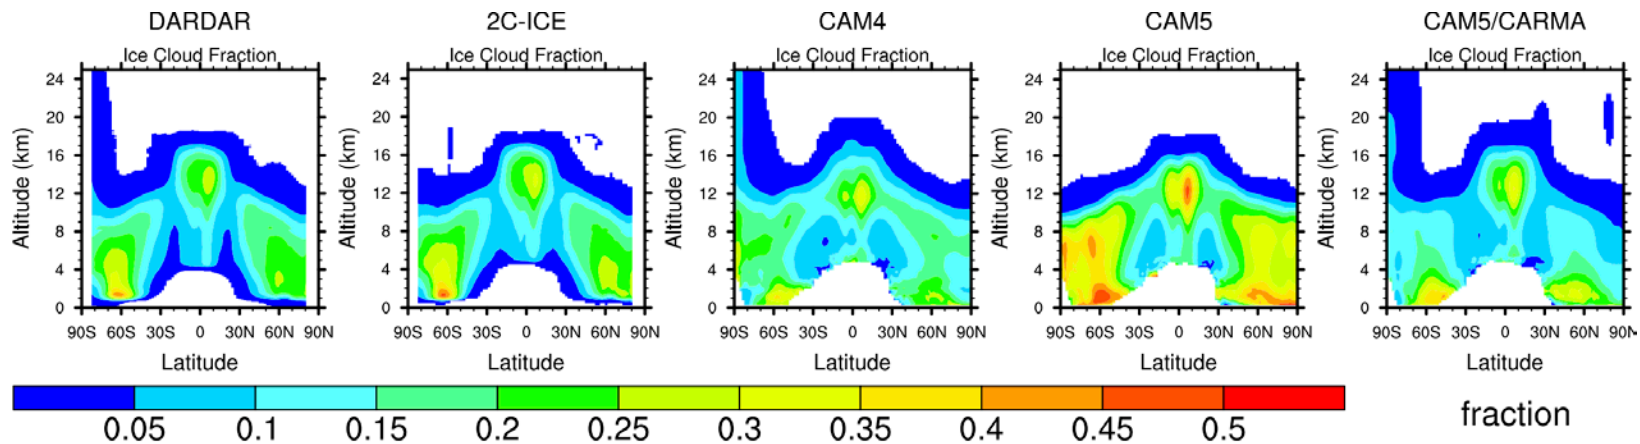 DARDAR 2C-ICE CAM4 CAM5 CAM5/CARMA
Ice Cloud Fraction Ice Cloud Fraction Ice Cloud Fraction Ice Cloud Fraction Ice Cloud Fraction
24 24 24 24 24
20 20 20 20 20
16 16 16 16 16
12 12 12 12 12
8 8 8 8 8
4 4 4 4 4
0 0 0 0 0
Altitude (km) Altitude (km) Altitude (km) Altitude (km) Altitude (km)
90S 60S 30S 0 30N 60N 90N 90S 60S 30S 0 30N 60N 90N 90S 60S 30S 0 30N 60N 90N 90S 60S 30S 0 30N 60N 90N 90S 60S 30S 0 30N 60N 90N
Latitude Latitude Latitude Latitude Latitude
0.05 0.1 0.15 0.2 0.25 0.3 0.35 0.4 0.45 0.5 fraction